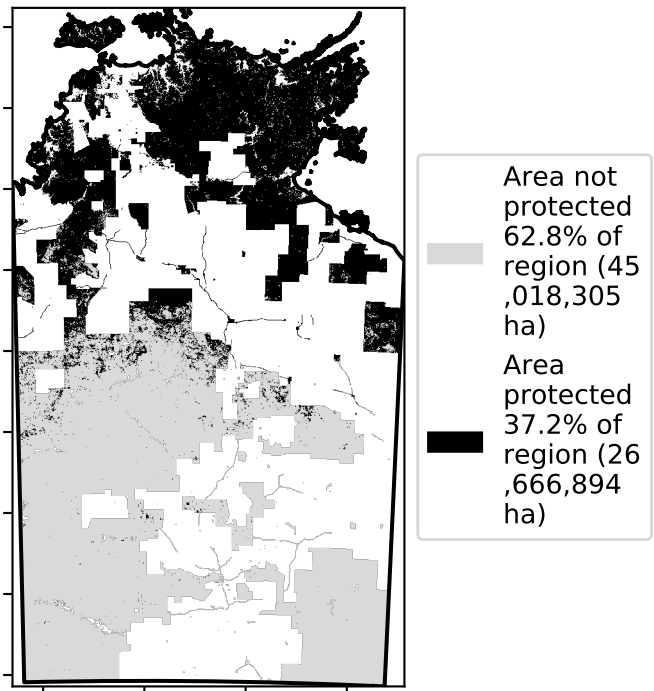 Area not
protected
62.8% of
region (45
,018,305
ha)
Area
protected
37.2% of
region (26
,666,894
ha)